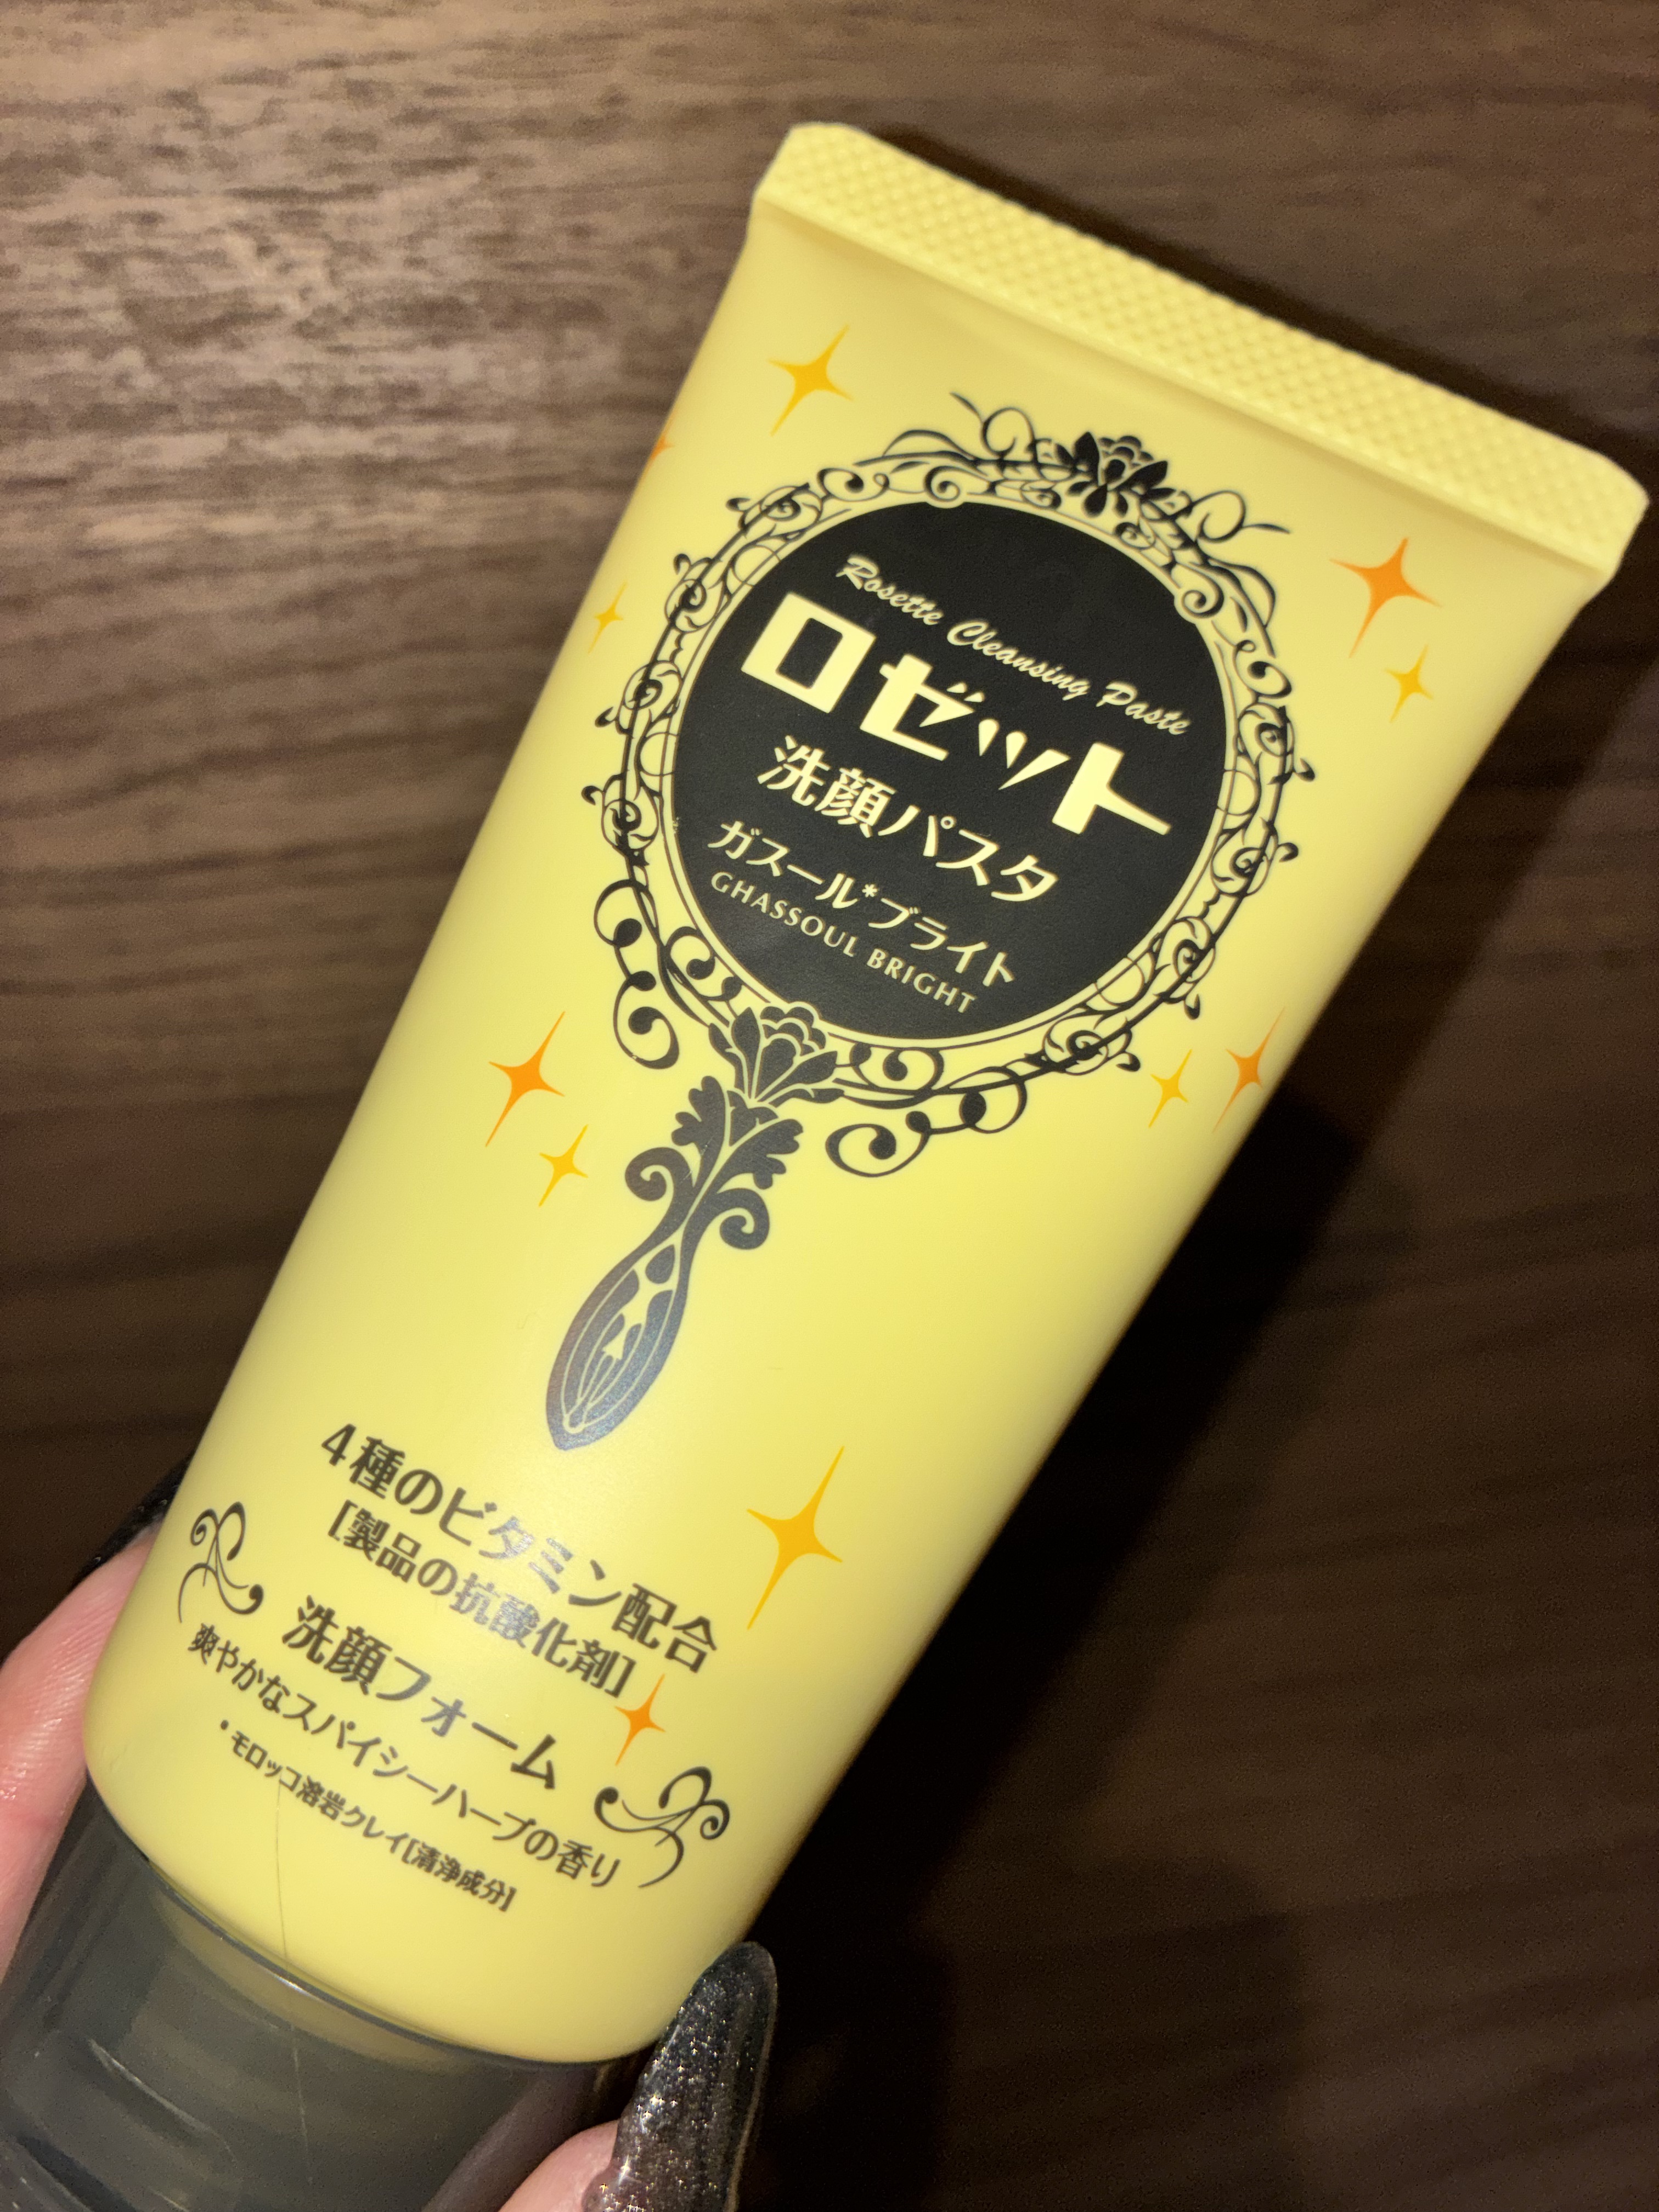 Rosette Cleansing Paste
ロゼット
洗顔パスタ
ガスール*ブライト
GHASSOUL BRIGHT
4種のビタミン配合
[製品の抗酸化剤]
洗顔フォーム
爽やかなスパイシーハーブの香り
・モロッコ溶岩クレイ[清浄成分]